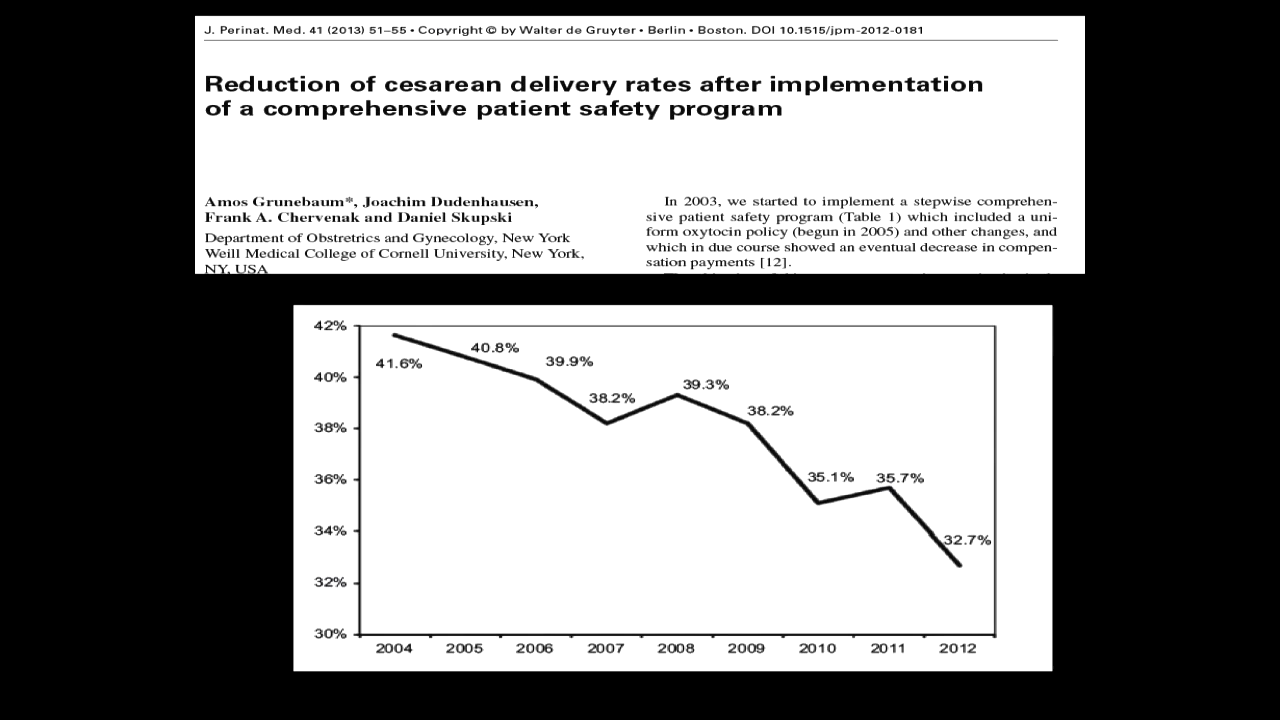 J. Perinat. Med. 41 (2013) 51–55 • Copyright © by Walter de Gruyter • Berlin • Boston. DOI 10.1515/jpm-2012-0181
Reduction of cesarean delivery rates after implementation
of a comprehensive patient safety program
Amos Grunebaum*, Joachim Dudenhausen,
Frank A. Chervenak and Daniel Skupski
Department of Obstretrics and Gynecology, New York
Weill Medical College of Cornell University, New York,
NY, USA
In 2003, we started to implement a stepwise comprehen-
sive patient safety program (Table 1) which included a uni-
form oxytocin policy (begun in 2005) and other changes, and
which in due course showed an eventual decrease in compen-
sation payments [12].
42%
40%
38%
36%
34%
32%
30%
41.6%
40.8%
39.9%
38.2%
39.3%
38.2%
35.1%
35.7%
32.7%
2004 2005 2006 2007 2008 2009 2010 2011 2012